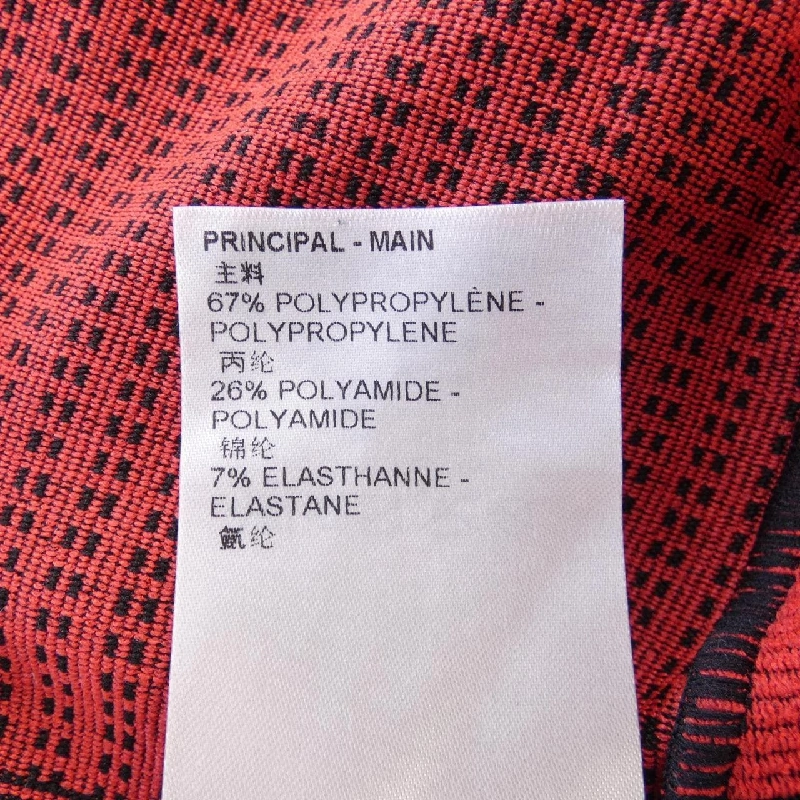 PRINCIPAL - MAIN
主料
67% POLYPROPYLÈNE -
POLYPROPYLENE
丙纶
26% POLYAMIDE -
POLYAMIDE
锦纶
7% ELASTHANNE -
ELASTANE
氨纶